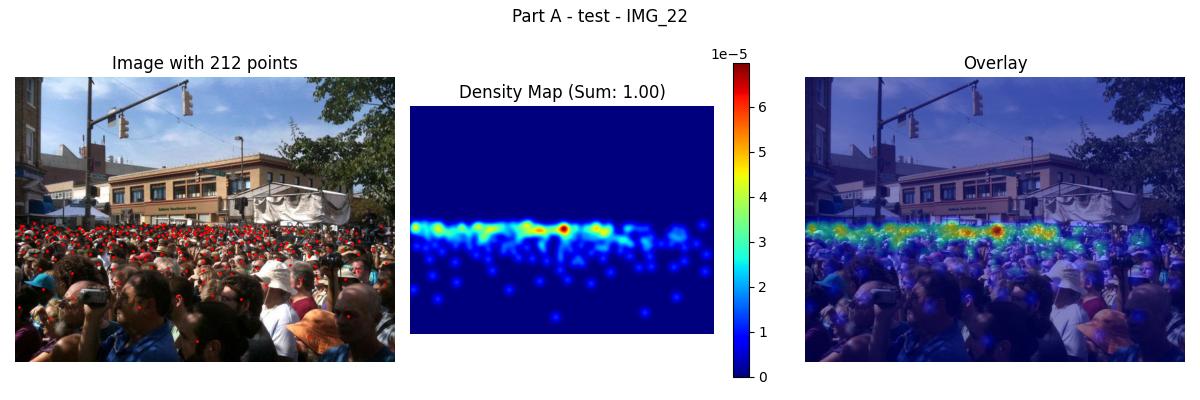 Part A - test - IMG_22
Image with 212 points
Density Map (Sum: 1.00)
1e−5
6
5
4
3
2
1
0
Overlay